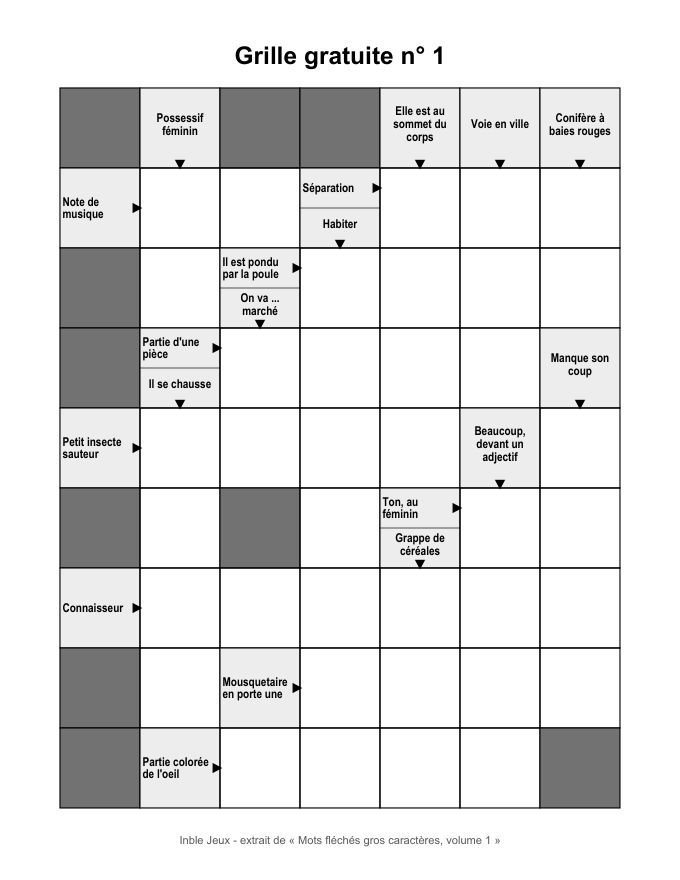 Grille gratuite n° 1
Possessif
féminin
Elle est au
sommet du
corps
Voie en ville
Conifère à
baies rouges
Note de
musique
Séparation
Habiter
Il est pondu
par la poule
On va ...
marché
Partie d'une
pièce
Il se chausse
Manque son
coup
Petit insecte
sauteur
Beaucoup,
devant un
adjectif
Ton, au
féminin
Grappe de
céréales
Connaisseur
Mousquetaire
en porte une
Partie colorée
de l'oeil
Inble Jeux - extrait de « Mots fléchés gros caractères, volume 1 »